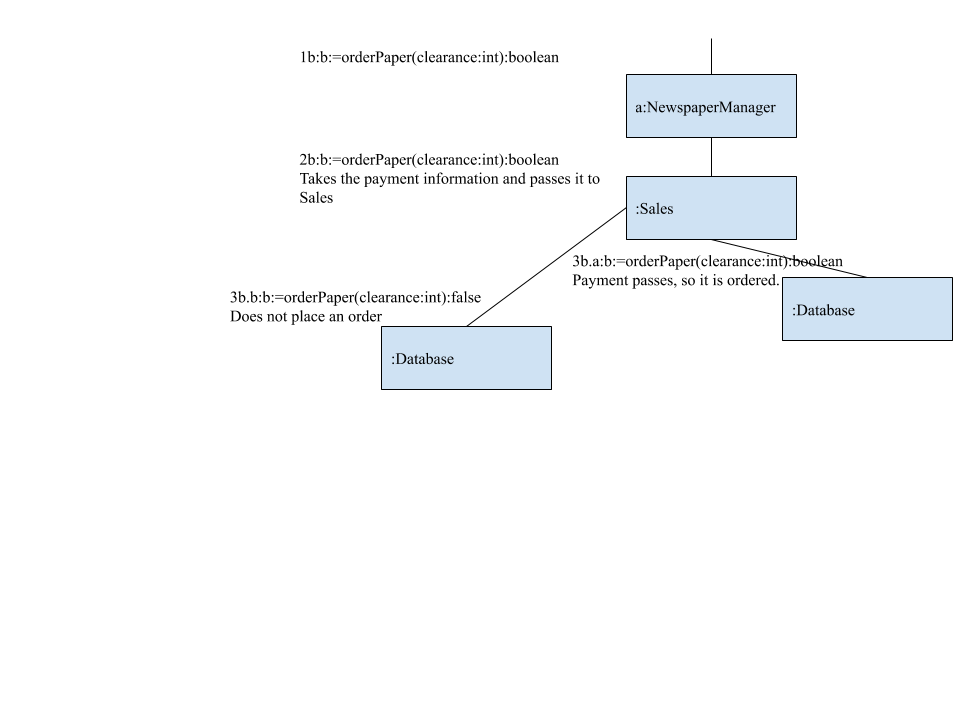 1b:b:=orderPaper(clearance:int):boolean
a:NewspaperManager
2b:b:=orderPaper(clearance:int):boolean
Takes the payment information and passes it to
Sales
:Sales
3b.a:b:=orderPaper(clearance:int):boolean
Payment passes, so it is ordered.
:Database
3b.b:b:=orderPaper(clearance:int):false
Does not place an order
:Database